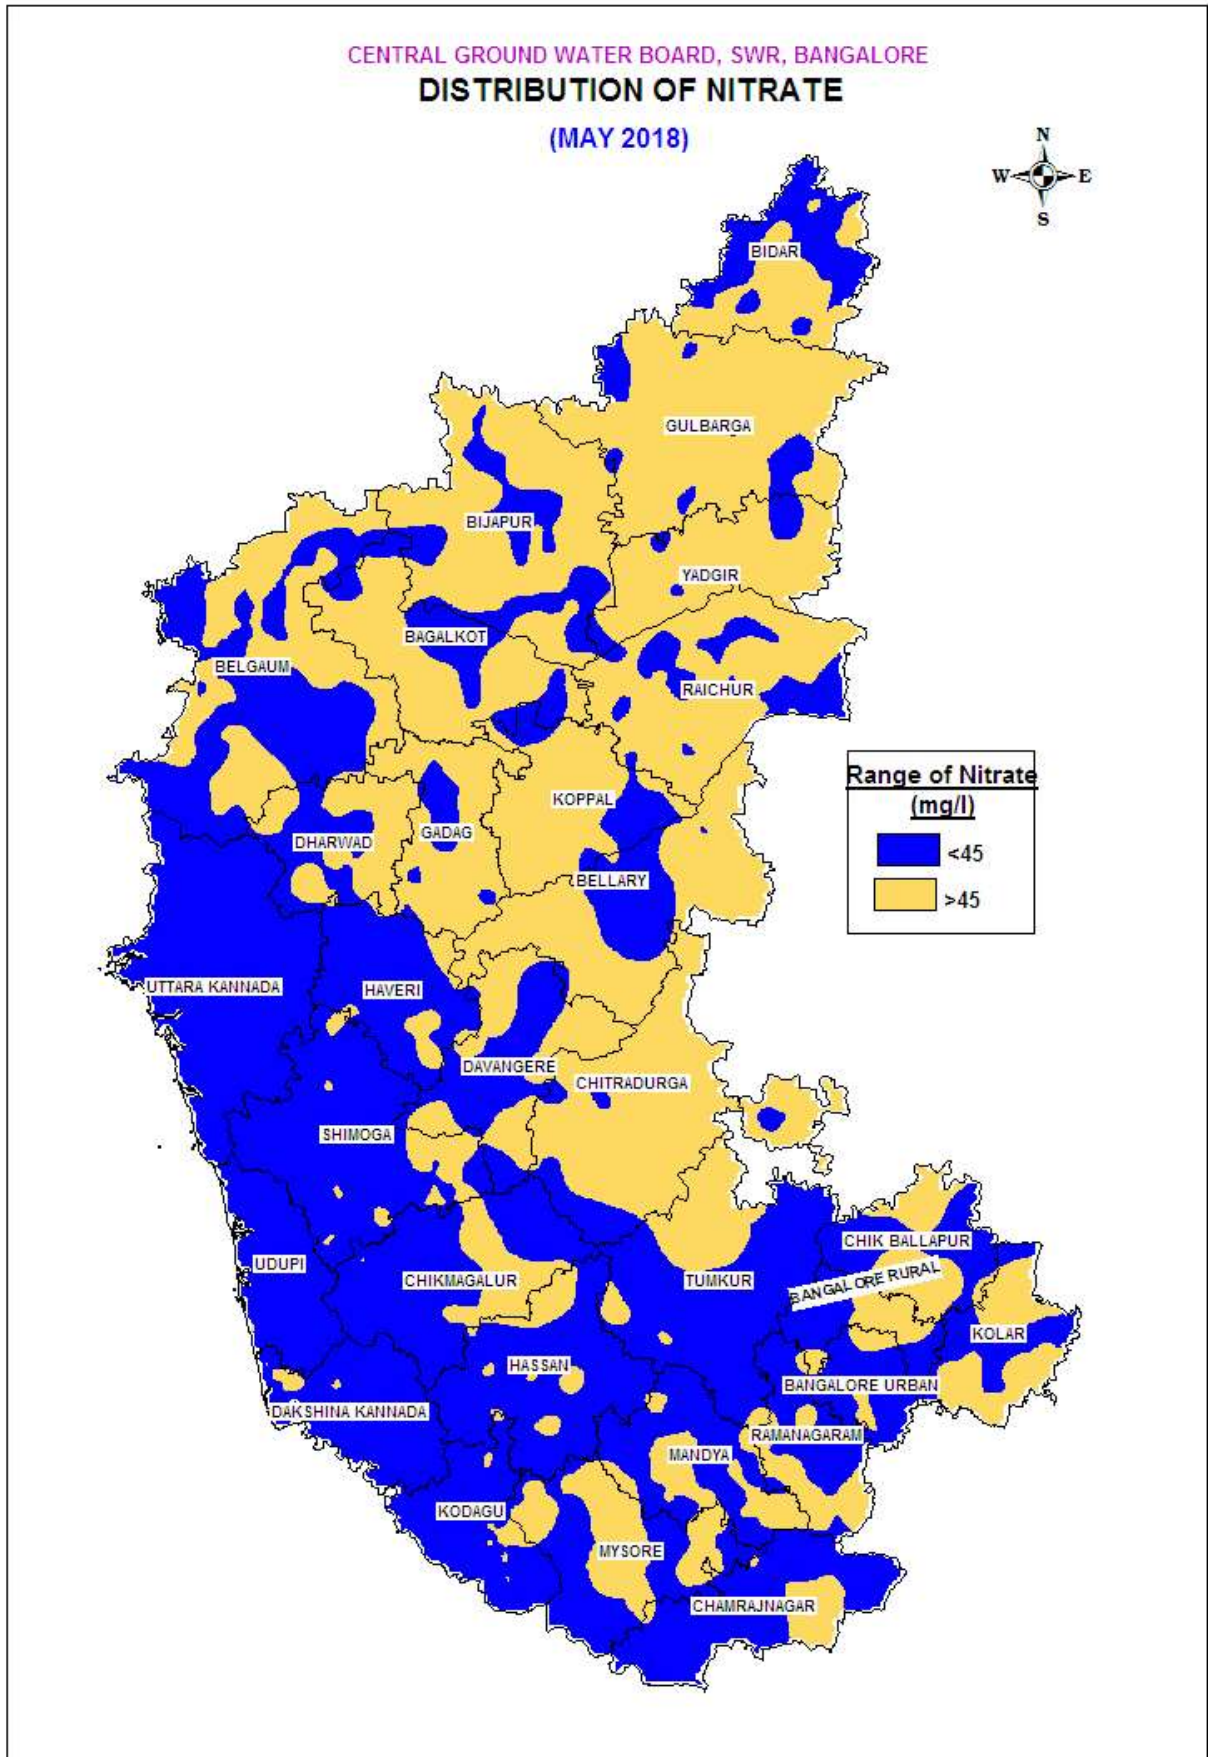 CENTRAL GROUND WATER BOARD, SWR, BANGALORE
DISTRIBUTION OF NITRATE
(MAY 2018)
N
W E
S
BIDAR
GULBARGA
BIJAPUR
YADGIR
BAGALKOT
BELGAUM
RAICHUR
Range of Nitrate
(mg/l)
<45
>45
KOPPAL
GADAG
DHARWAD
BELLARY
UTTARA KANNADA
HAVERI
DAVANGERE
CHITRADURGA
SHIMOGA
CHIK BALLAPUR
UDUPI
CHIKMAGALUR
TUMKUR
BANGALORE RURAL
KOLAR
HASSAN
BANGALORE URBAN
DAKSHINA KANNADA
RAMANAGARAM
MANDYA
KODAGU
MYSORE
CHAMRAJNAGAR